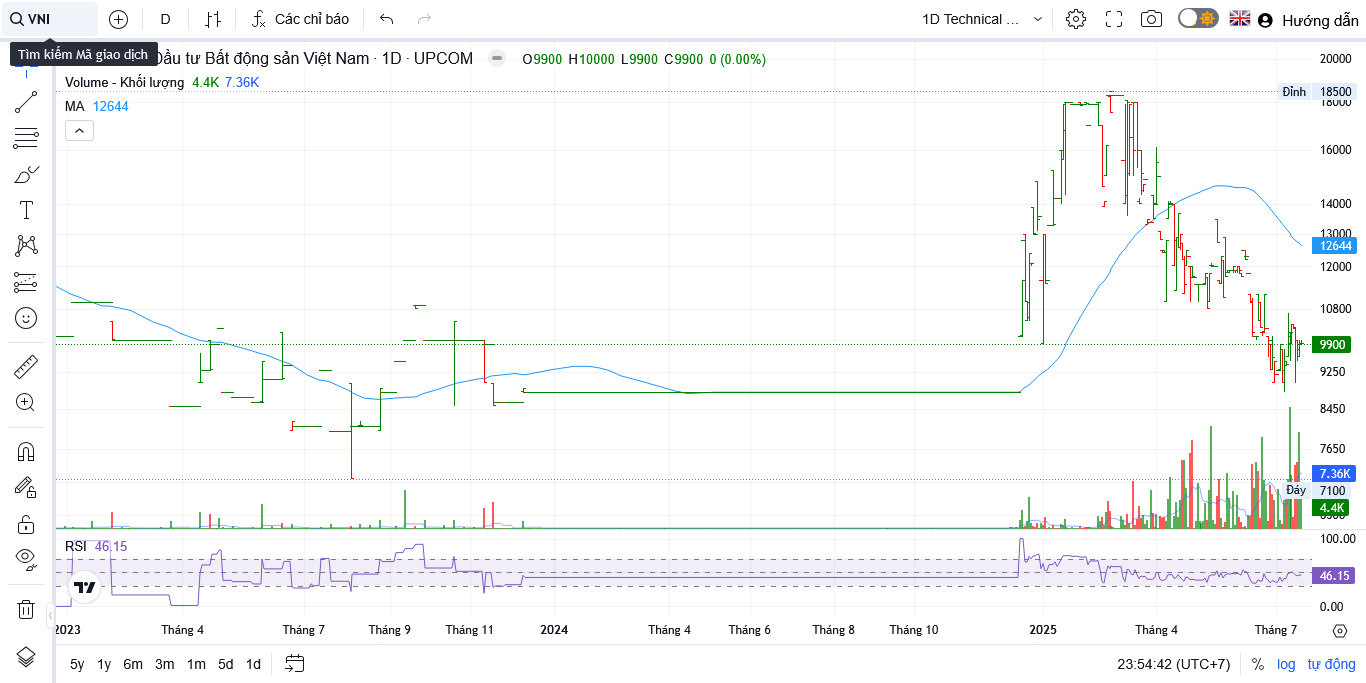 VNI
D
Các chỉ báo
1D Technical ...
Hướng dẫn
Tìm kiếm Mã giao dịch
Đầu tư Bất động sản Việt Nam · 1D · UPCOM
O9900 H10000 L9900 C9900 0 (0.00%)
Volume - Khối lượng 4.4K 7.36K
MA 12644
20000
Đỉnh 18500
18000
16000
14000
13000
12644
12000
10800
9900
9250
8450
7650
7.36K
Đáy 7100
4.4K
RSI 46.15
100.00
46.15
0.00
2023 Tháng 4 Tháng 7 Tháng 9 Tháng 11 2024 Tháng 4 Tháng 6 Tháng 8 Tháng 10 2025 Tháng 4 Tháng 7
5y 1y 6m 3m 1m 5d 1d
23:54:42 (UTC+7) % log tự động